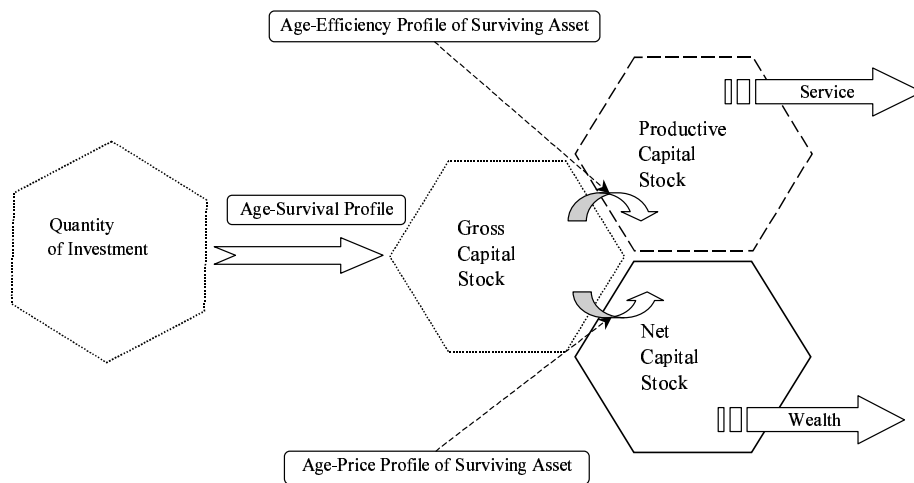 Age-Efficiency Profile of Surviving Asset
Service
Productive
Capital
Stock
Age-Survival Profile
Quantity
of Investment
Gross
Capital
Stock
Net
Capital
Stock
Wealth
Age-Price Profile of Surviving Asset